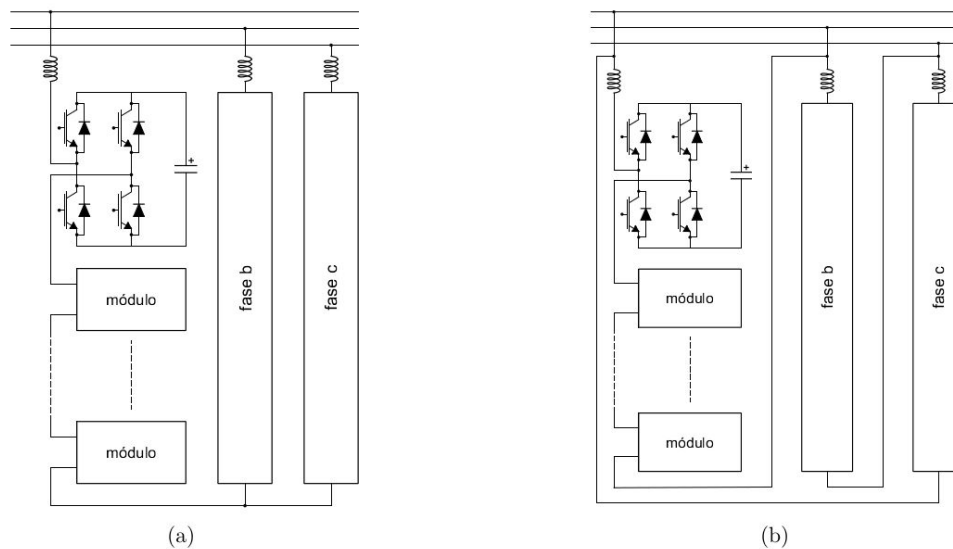 +
fase b
fase c
módulo
módulo
(a)
+
fase b
fase c
módulo
módulo
(b)